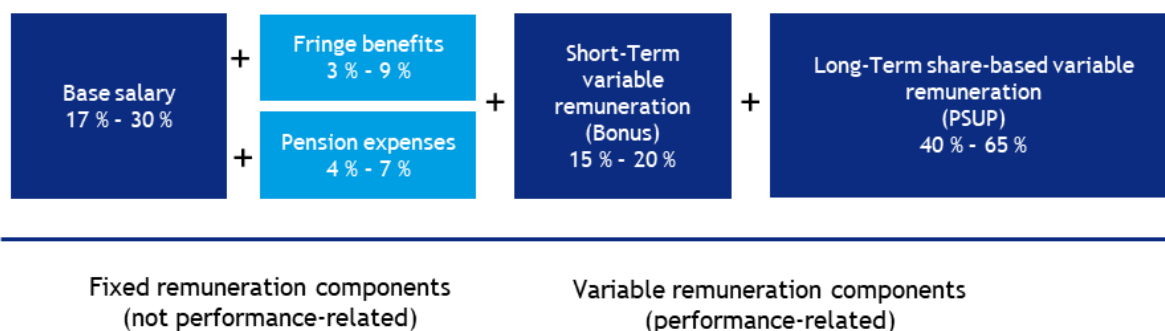 Base salary
17 % - 30 %
+
Fringe benefits
3 % - 9 %
+
Pension expenses
4 % - 7 %
+
Short-Term
variable
remuneration
(Bonus)
15 % - 20 %
+
Long-Term share-based variable
remuneration
(PSUP)
40 % - 65 %
Fixed remuneration components
(not performance-related)
Variable remuneration components
(performance-related)